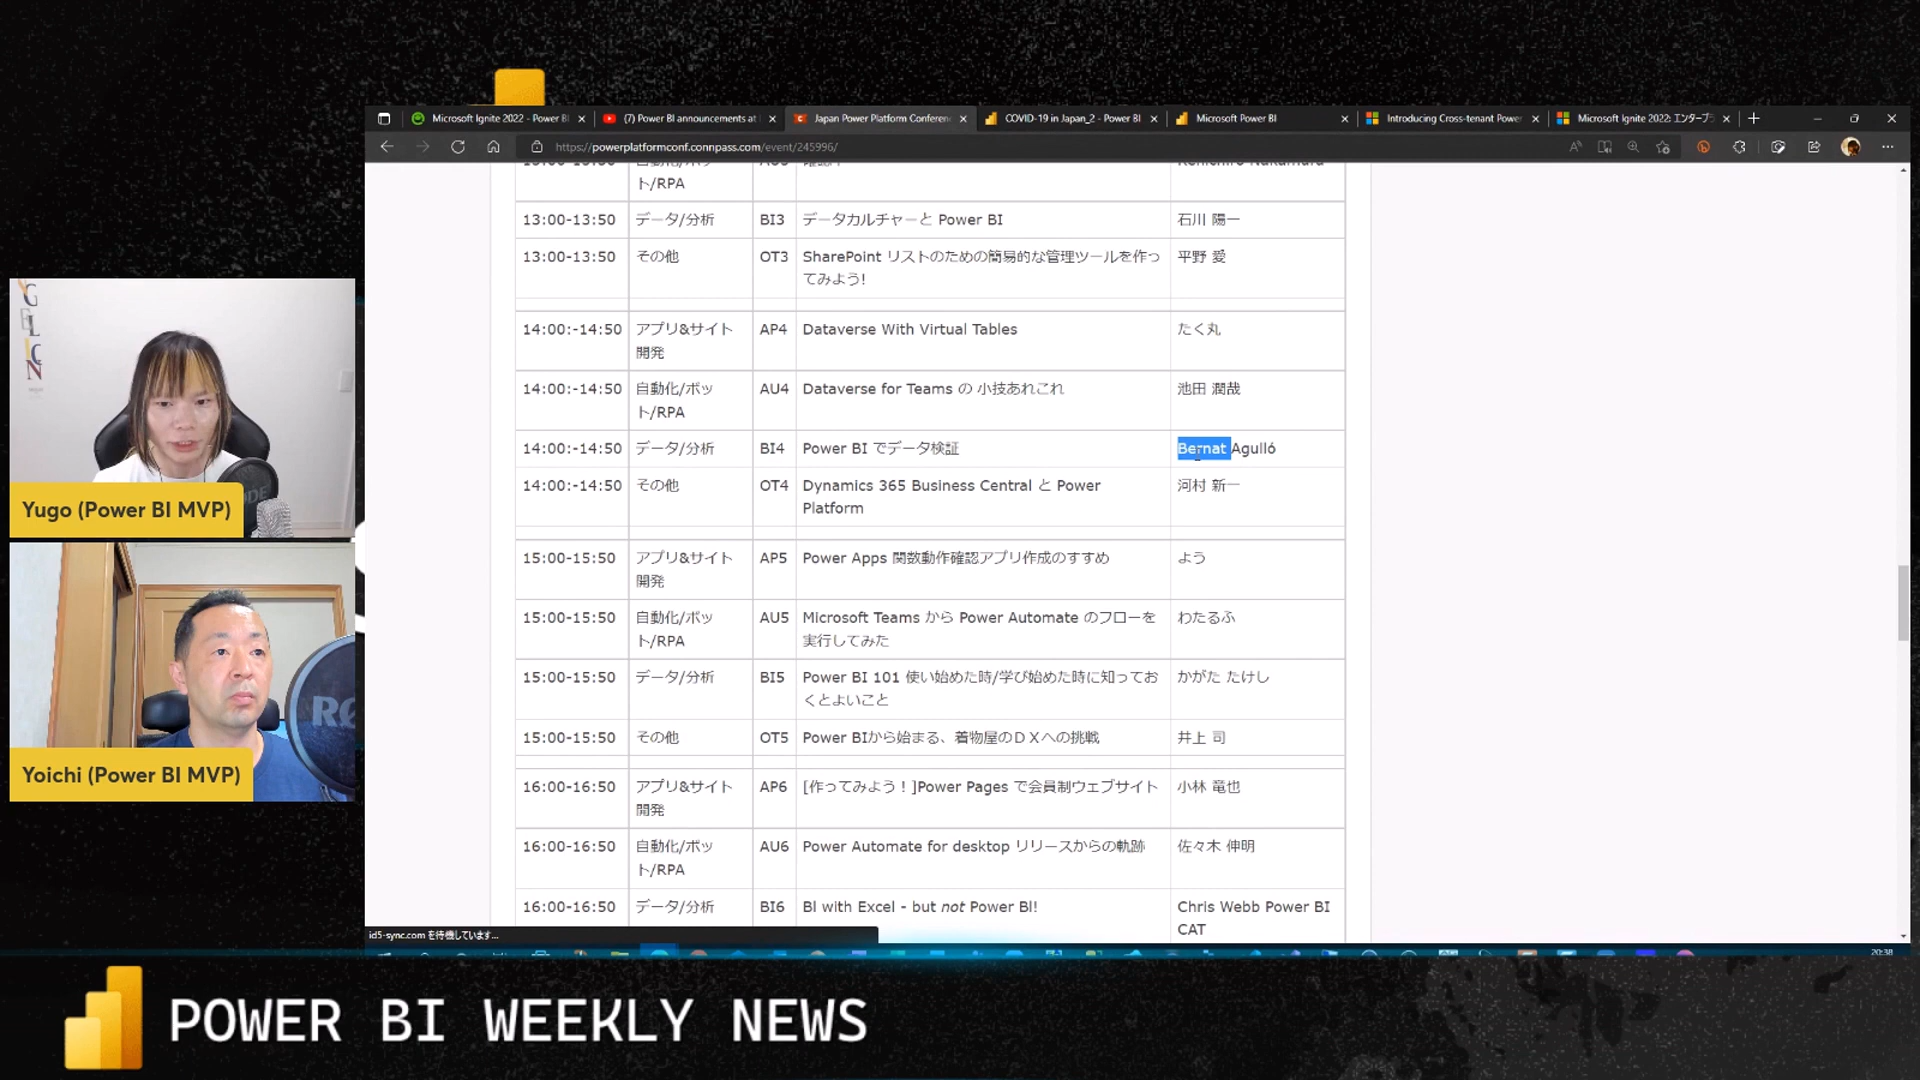 Microsoft Ignite 2022 - Power BI
(7) Power BI announcements at I
Japan Power Platform Conferenc
COVID-19 in Japan_2 - Power BI
Microsoft Power BI
Introducing Cross-tenant Power
Microsoft Ignite 2022: エンタープラ
https://powerplatformconf.connpass.com/event/245996/
ト/RPA
13:00-13:50 データ/分析 BI3 データカルチャーと Power BI 石川 陽一
13:00-13:50 その他 OT3 SharePoint リストのための簡易的な管理ツールを作っ 平野 愛
てみよう!
14:00:-14:50 アプリ&サイト AP4 Dataverse With Virtual Tables たく丸
開発
14:00:-14:50 自動化/ボッ AU4 Dataverse for Teams の 小技あれこれ 池田 潤哉
ト/RPA
14:00:-14:50 データ/分析 BI4 Power BI でデータ検証 Bernat Agulló
14:00:-14:50 その他 OT4 Dynamics 365 Business Central と Power 河村 新一
Platform
15:00-15:50 アプリ&サイト AP5 Power Apps 関数動作確認アプリ作成のすすめ よう
開発
15:00-15:50 自動化/ボッ AU5 Microsoft Teams から Power Automate のフローを わたるふ
ト/RPA 実行してみた
15:00-15:50 データ/分析 BI5 Power BI 101 使い始めた時/学び始めた時に知ってお かがた たけし
くとよいこと
15:00-15:50 その他 OT5 Power BIから始まる、着物屋のＤＸへの挑戦 井上 司
16:00-16:50 アプリ&サイト AP6 [作ってみよう！]Power Pages で会員制ウェブサイト 小林 竜也
開発
16:00-16:50 自動化/ボッ AU6 Power Automate for desktop リリースからの軌跡 佐々木 伸明
ト/RPA
16:00-16:50 データ/分析 BI6 BI with Excel - but not Power BI! Chris Webb Power BI
CAT
id5-sync.com を待機しています...
20:38
Yugo (Power BI MVP)
Yoichi (Power BI MVP)
POWER BI WEEKLY NEWS